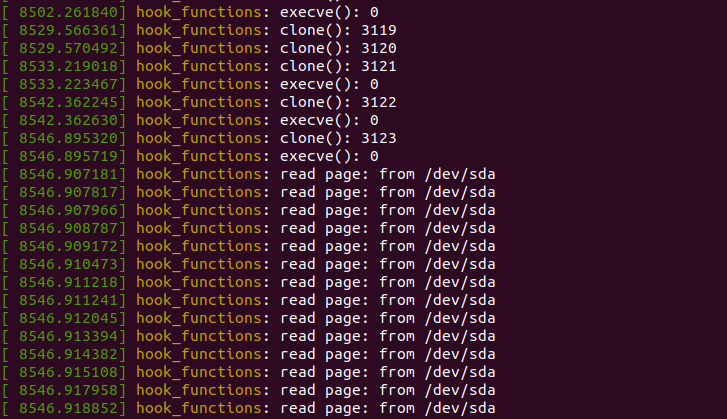 [ 8502.261840] hook_functions: execve(): 0
[ 8529.566361] hook_functions: clone(): 3119
[ 8529.570492] hook_functions: clone(): 3120
[ 8533.219018] hook_functions: clone(): 3121
[ 8533.223467] hook_functions: execve(): 0
[ 8542.362245] hook_functions: clone(): 3122
[ 8542.362630] hook_functions: execve(): 0
[ 8546.895320] hook_functions: clone(): 3123
[ 8546.895719] hook_functions: execve(): 0
[ 8546.907181] hook_functions: read page: from /dev/sda
[ 8546.907817] hook_functions: read page: from /dev/sda
[ 8546.907966] hook_functions: read page: from /dev/sda
[ 8546.908787] hook_functions: read page: from /dev/sda
[ 8546.909172] hook_functions: read page: from /dev/sda
[ 8546.910473] hook_functions: read page: from /dev/sda
[ 8546.911218] hook_functions: read page: from /dev/sda
[ 8546.911241] hook_functions: read page: from /dev/sda
[ 8546.912045] hook_functions: read page: from /dev/sda
[ 8546.913394] hook_functions: read page: from /dev/sda
[ 8546.914382] hook_functions: read page: from /dev/sda
[ 8546.915108] hook_functions: read page: from /dev/sda
[ 8546.917958] hook_functions: read page: from /dev/sda
[ 8546.918852] hook_functions: read page: from /dev/sda